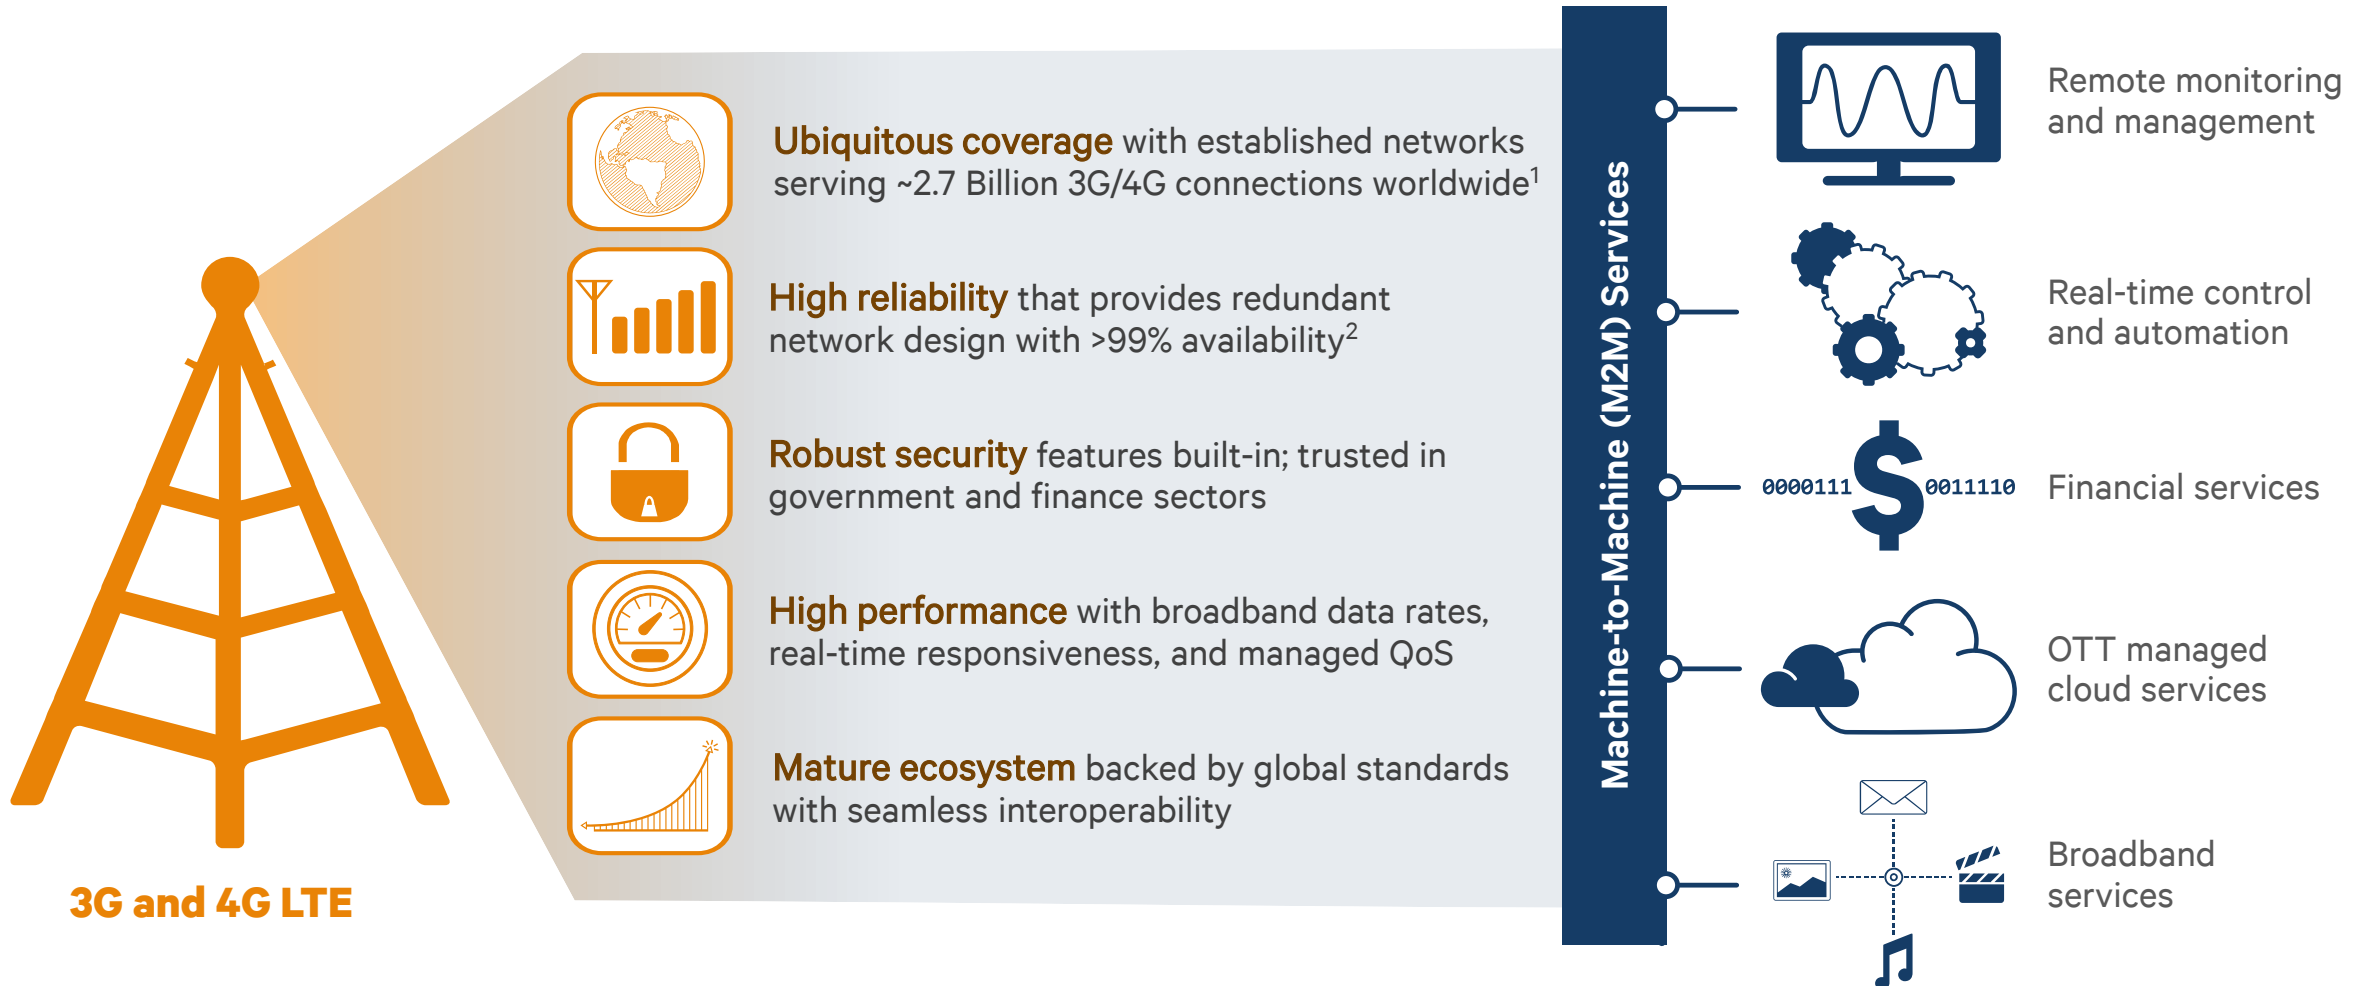 3G and 4G LTE
Ubiquitous coverage with established networks
serving ~2.7 Billion 3G/4G connections worldwide1
High reliability that provides redundant
network design with >99% availability2
Robust security features built-in; trusted in
government and finance sectors
High performance with broadband data rates,
real-time responsiveness, and managed QoS
Mature ecosystem backed by global standards
with seamless interoperability
Machine-to-Machine (M2M) Services
Remote monitoring
and management
Real-time control
and automation
0000111 $ 0011110
Financial services
OTT managed
cloud services
Broadband
services